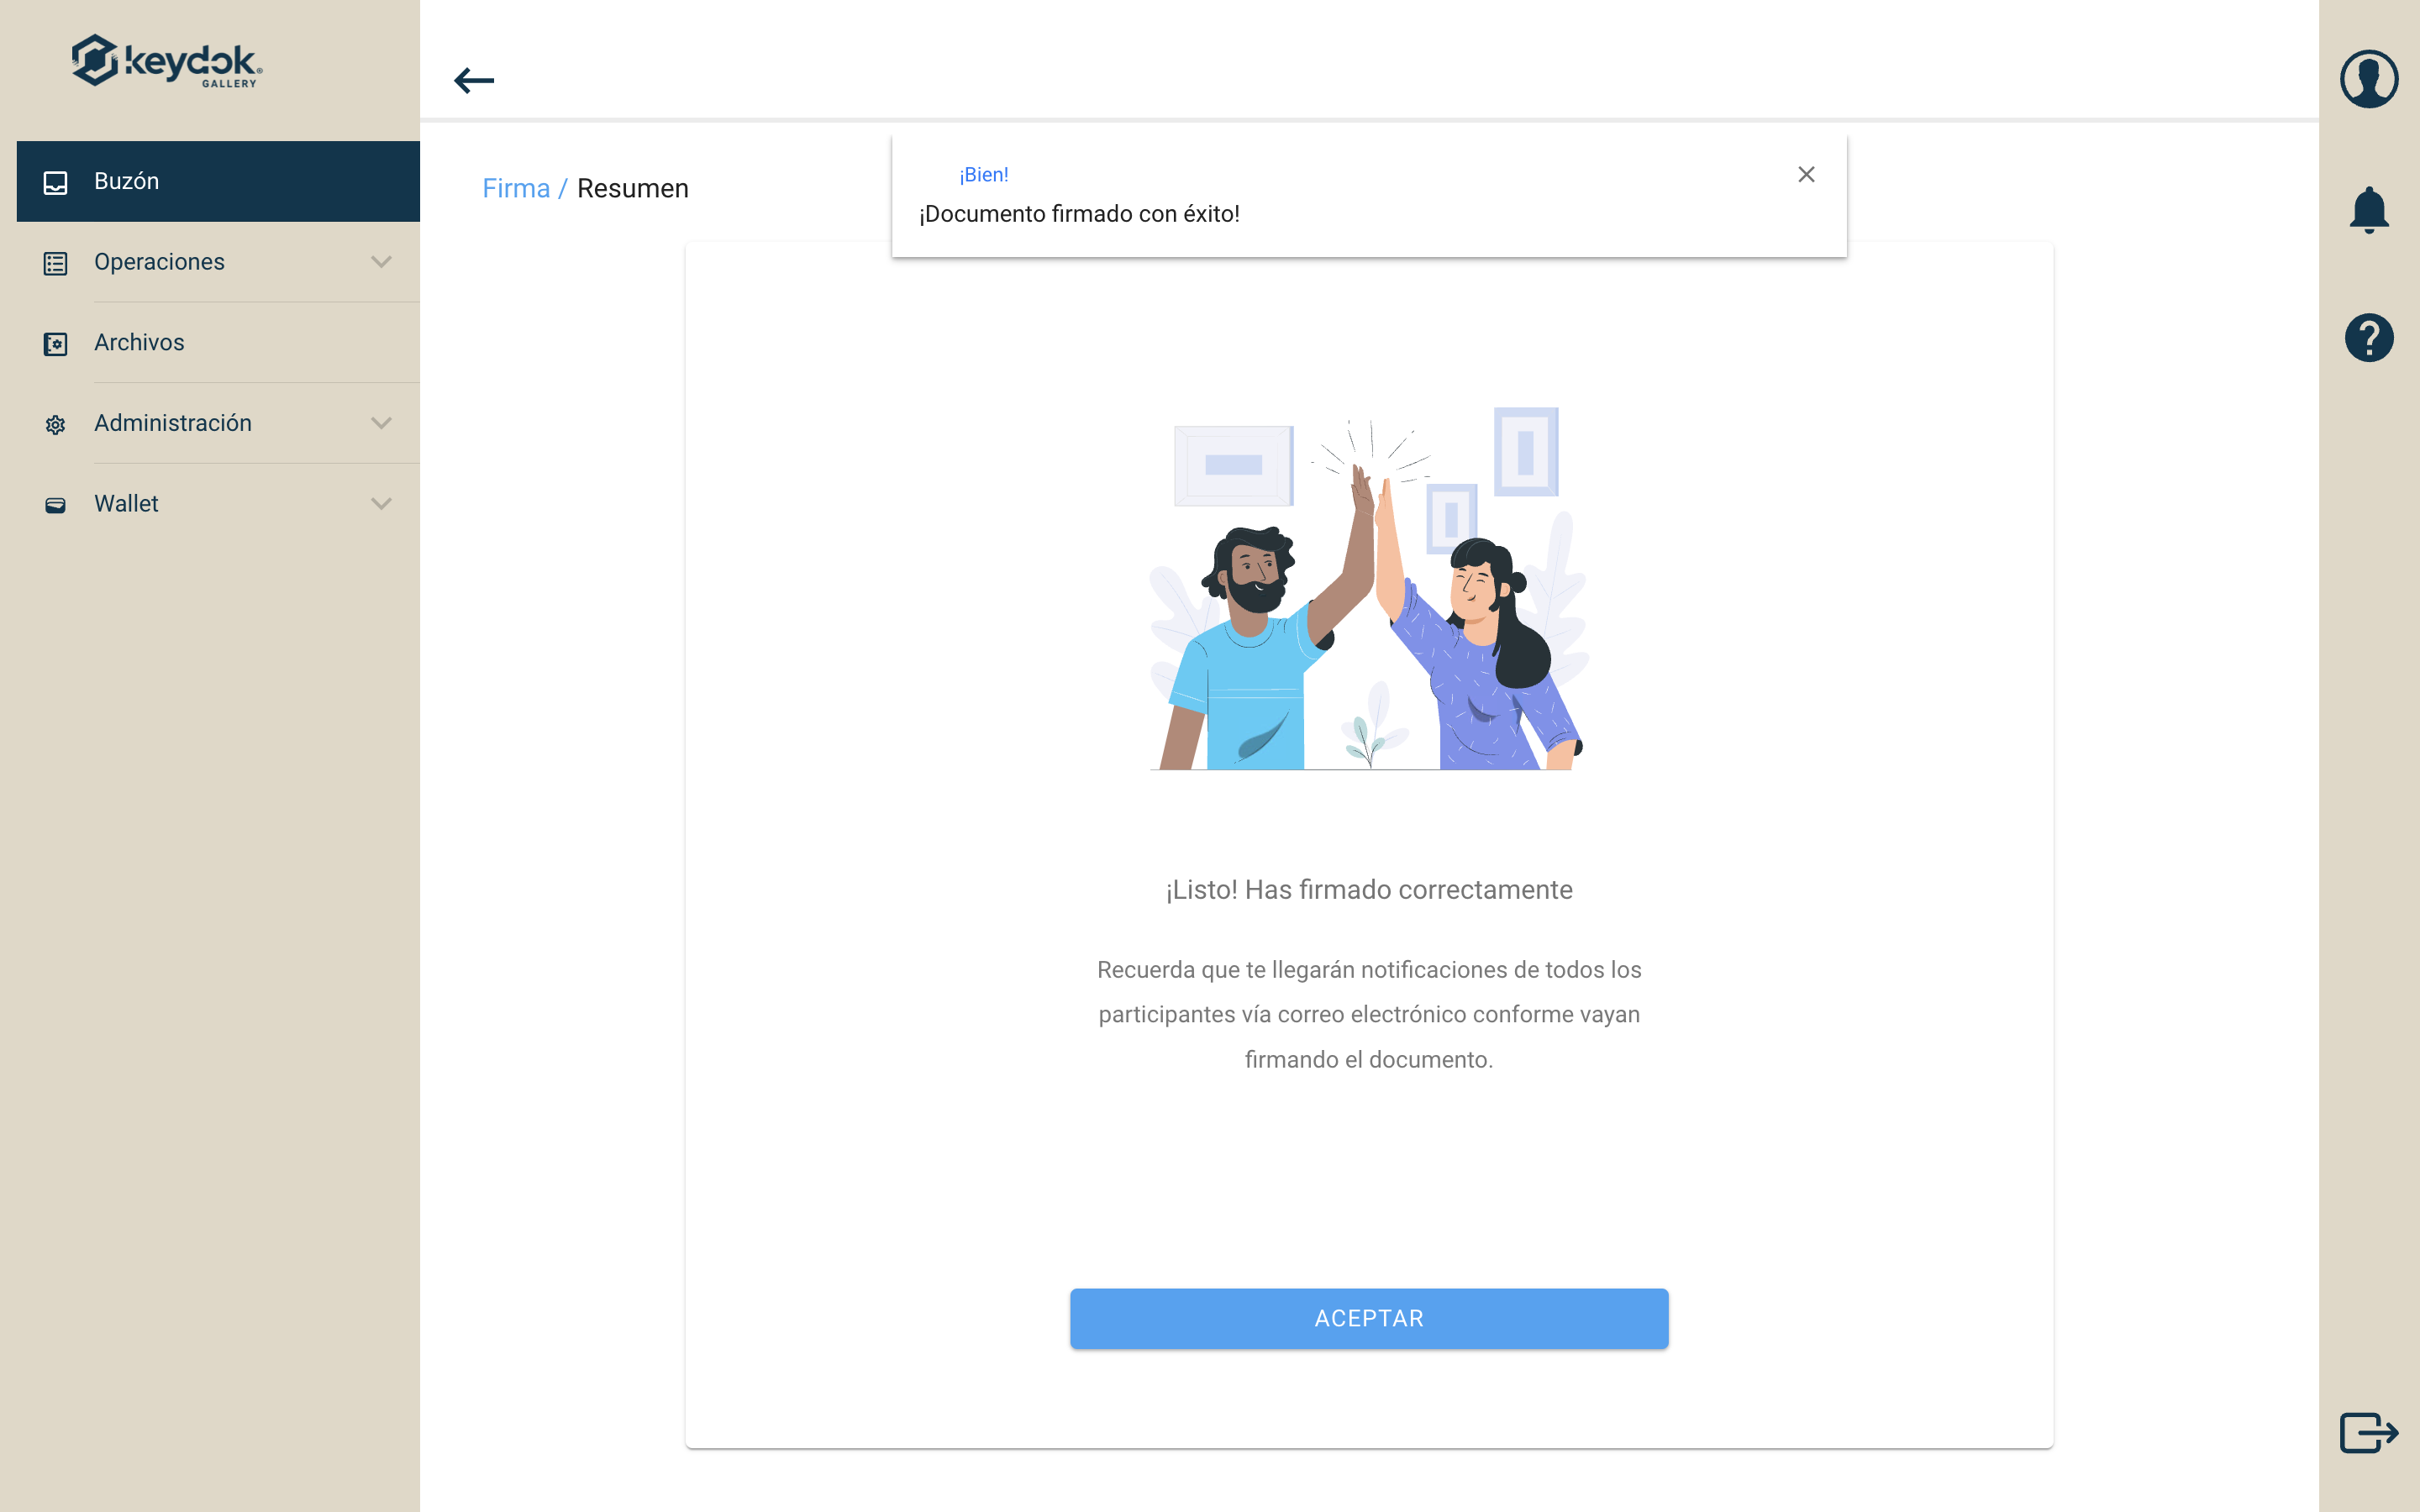 keydok®
GALLERY
Buzón
Operaciones
Archivos
Administración
Wallet
Firma / Resumen
¡Bien!
¡Documento firmado con éxito!
¡Listo! Has firmado correctamente
Recuerda que te llegarán notificaciones de todos los
participantes vía correo electrónico conforme vayan
firmando el documento.
ACEPTAR